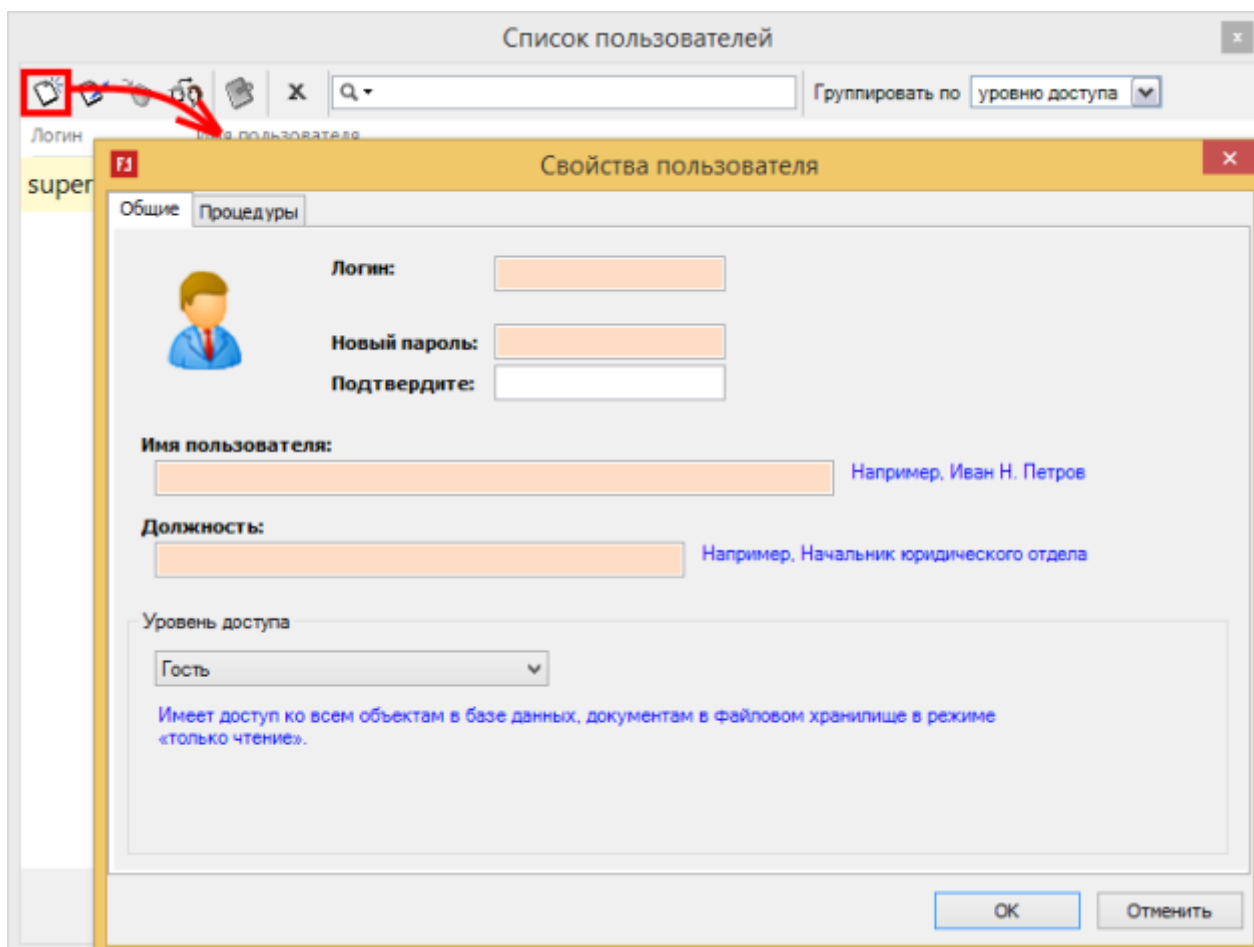 Список пользователей
Группировать по уровню доступа
Логин Имя пользователя
super
Свойства пользователя
Общие Процедуры
Логин:
Новый пароль:
Подтвердите:
Имя пользователя:
Например, Иван Н. Петров
Должность:
Например, Начальник юридического отдела
Уровень доступа
Гость
Имеет доступ ко всем объектам в базе данных, документам в файловом хранилище в режиме
«только чтение».
OK Отменить